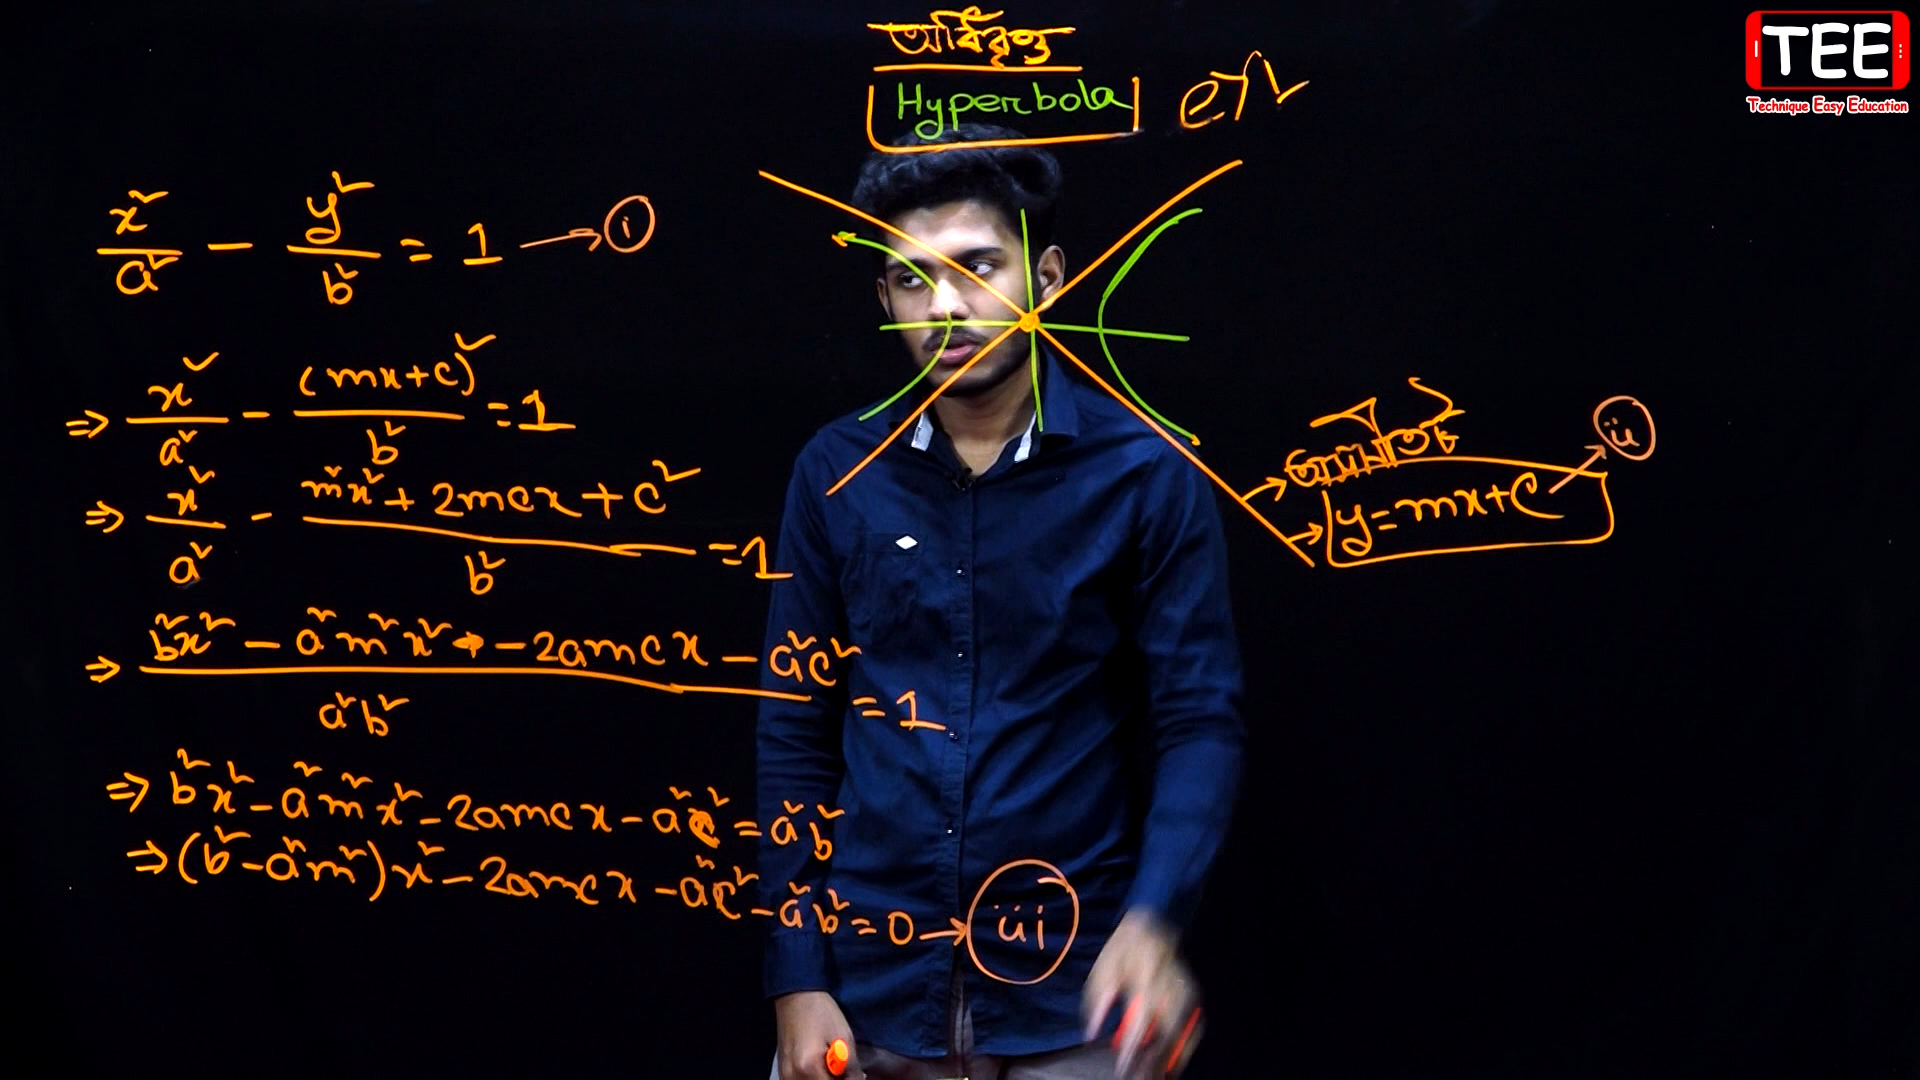 TEE
Technique Easy Education
অধিবৃত্ত
Hyperbola e>1
x²/a² - y²/b² = 1 → (i)
⇒ x²/a² - (mx+c)²/b² = 1
⇒ x²/a² - (m²x² + 2mcx + c²)/b² = 1
⇒ (b²x² - a²m²x² - 2amcx - a²c²)/(a²b²) = 1
⇒ b²x² - a²m²x² - 2amcx - a²c² = a²b²
⇒ (b² - a²m²)x² - 2amcx - a²c² - a²b² = 0 → (iii)
→ y = mx+c → (ii)